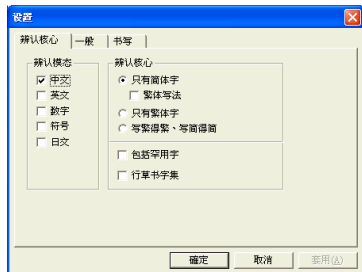 设置
辨认核心 一般 书写
辨认模态
中文
英文
数字
符号
日文
辨认核心
只有简体字
繁体写法
只有繁体字
写繁得繁、写简得简
包括罕用字
行草书字集
確定 取消 套用(A)